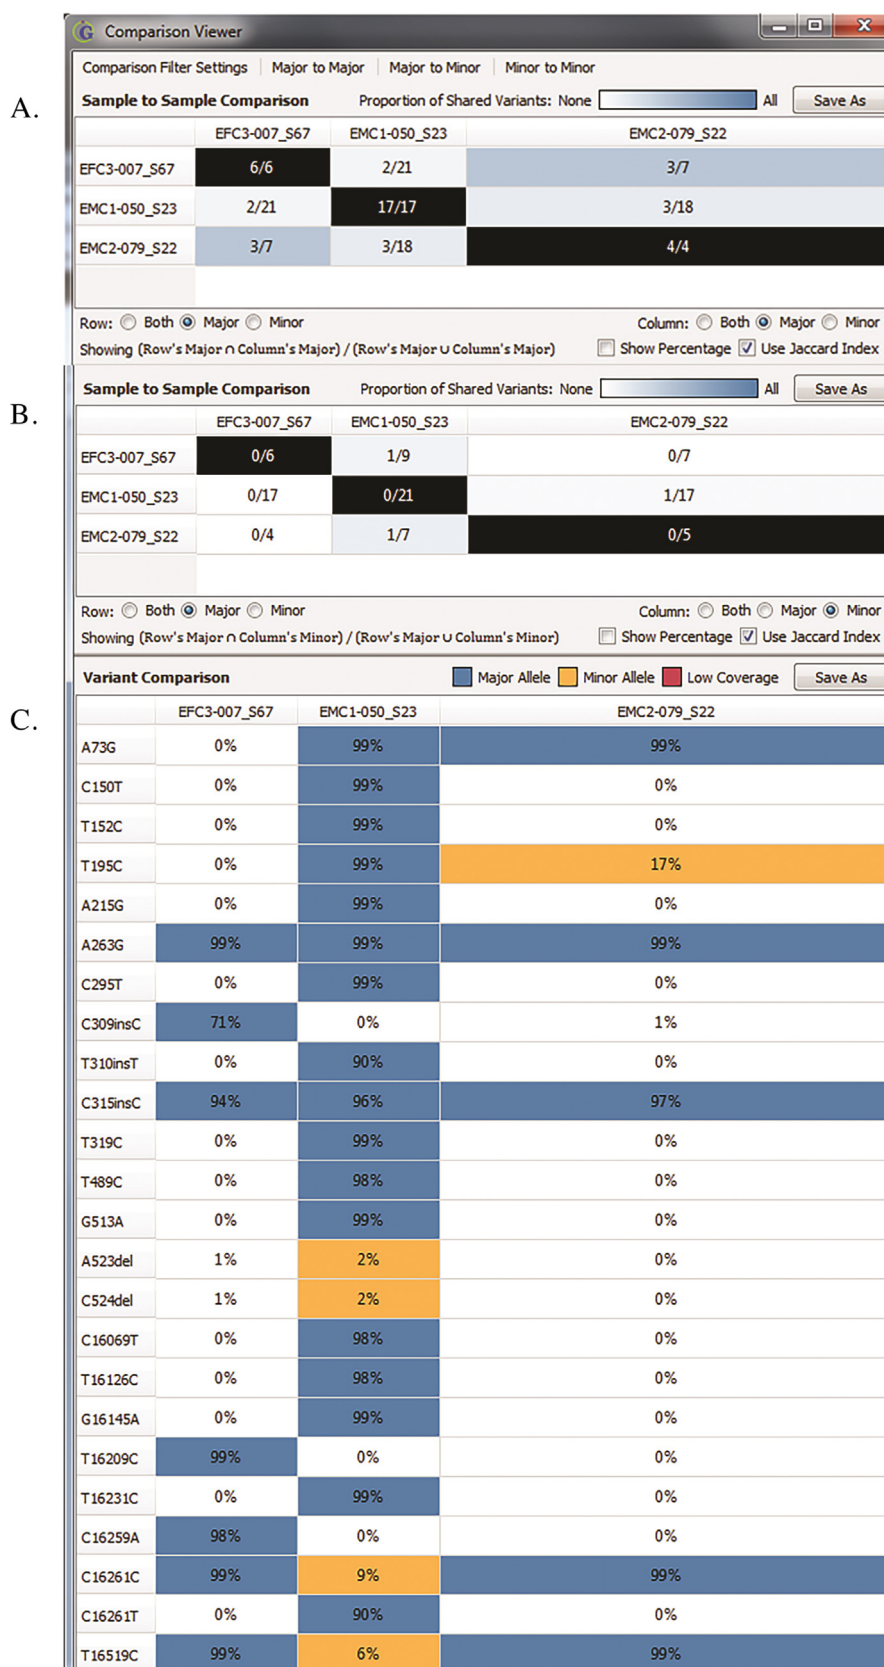 Comparison Viewer
Comparison Filter Settings Major to Major Major to Minor Minor to Minor
A.
Sample to Sample Comparison Proportion of Shared Variants: None All Save As
EFC3-007_S67 EMC1-050_S23 EMC2-079_S22
EFC3-007_S67 6/6 2/21 3/7
EMC1-050_S23 2/21 17/17 3/18
EMC2-079_S22 3/7 3/18 4/4
Row: Both Major Minor Column: Both Major Minor
Showing (Row's Major ∩ Column's Major) / (Row's Major ∪ Column's Major) Show Percentage Use Jaccard Index
B.
Sample to Sample Comparison Proportion of Shared Variants: None All Save As
EFC3-007_S67 EMC1-050_S23 EMC2-079_S22
EFC3-007_S67 0/6 1/9 0/7
EMC1-050_S23 0/17 0/21 1/17
EMC2-079_S22 0/4 1/7 0/5
Row: Both Major Minor Column: Both Major Minor
Showing (Row's Major ∩ Column's Minor) / (Row's Major ∪ Column's Minor) Show Percentage Use Jaccard Index
C.
Variant Comparison Major Allele Minor Allele Low Coverage Save As
EFC3-007_S67 EMC1-050_S23 EMC2-079_S22
A73G 0% 99% 99%
C150T 0% 99% 0%
T152C 0% 99% 0%
T195C 0% 99% 17%
A215G 0% 99% 0%
A263G 99% 99% 99%
C295T 0% 99% 0%
C309insC 71% 0% 1%
T310insT 0% 90% 0%
C315insC 94% 96% 97%
T319C 0% 99% 0%
T489C 0% 98% 0%
G513A 0% 99% 0%
A523del 1% 2% 0%
C524del 1% 2% 0%
C16069T 0% 98% 0%
T16126C 0% 98% 0%
G16145A 0% 99% 0%
T16209C 99% 0% 0%
T16231C 0% 99% 0%
C16259A 98% 0% 0%
C16261C 99% 9% 99%
C16261T 0% 90% 0%
T16519C 99% 6% 99%